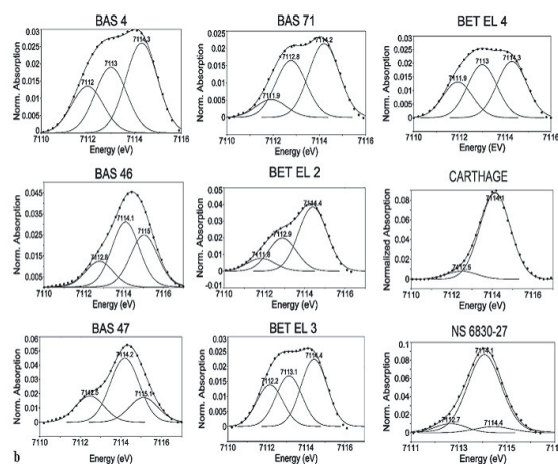 BAS 4
BAS 71
BET EL 4
Norm. Absorption
0.03
0.025
0.02
0.015
0.01
0.005
0
7112
7113
7114.3
7110 7112 7114 7116
Energy (eV)
Norm. Absorption
0.03
0.025
0.02
0.015
0.01
0.005
0
7111.9
7112.8
7114.2
7110 7112 7114 7116
Energy (eV)
Norm. Absorption
0.03
0.025
0.02
0.015
0.01
0.005
0
7111.9
7113
7114.3
7110 7112 7114 7116
Energy (eV)
BAS 46
BET EL 2
CARTHAGE
Norm. Absorption
0.045
0.03
0.015
7114.1
7115
7110 7112 7114 7116
Energy (eV)
Norm. Absorption
0.05
0.04
0.03
0.02
0.01
0
-0.01
7111.8
7112.9
7114.4
7110 7112 7114 7116
Energy (eV)
Normalized Absorption
0.08
0.06
0.04
0.02
0
7114.1
7112.5
7110 7112 7114 7116
Energy (eV)
BAS 47
BET EL 3
NS 6830-27
Norm. Absorption
0.06
0.05
0.04
0.03
0.02
0.01
0
7114.2
7115.1
7110 7112 7114 7116
Energy (eV)
Norm. Absorption
0.03
0.025
0.02
0.015
0.01
0.005
0
7112.2
7113.1
7114.4
7110 7112 7114 7116
Energy (eV)
Norm. Absorption
0.1
0.08
0.06
0.04
0.02
0
7112.7
7114.4
7111 7113 7115 711
Energy (eV)
b